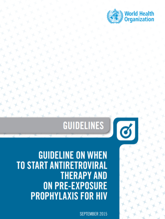 World Health
Organization
GUIDELINES
GUIDELINE ON WHEN
TO START ANTIRETROVIRAL
THERAPY AND
ON PRE-EXPOSURE
PROPHYLAXIS FOR HIV
SEPTEMBER 2015